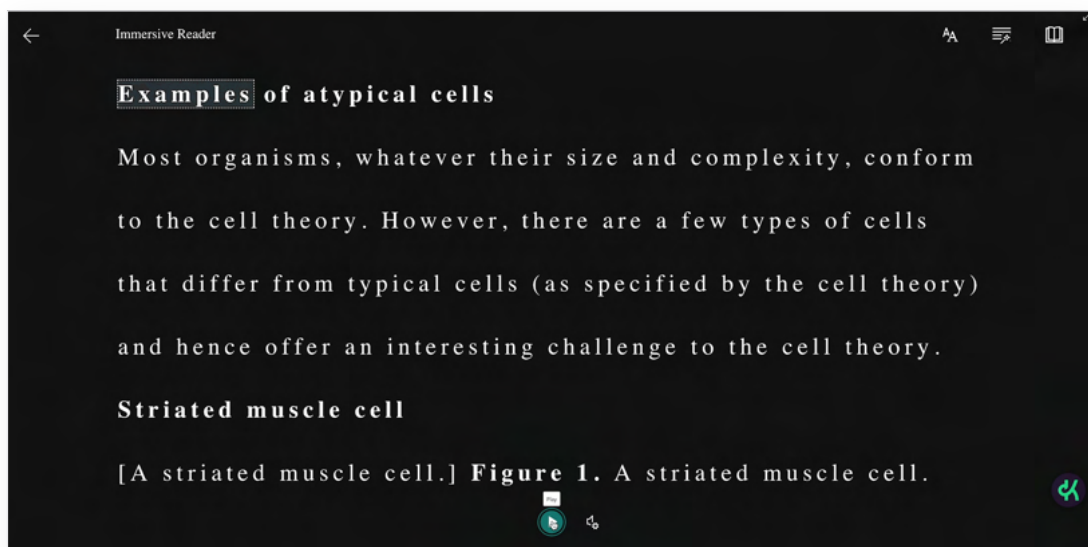 Immersive Reader
AA
Examples of atypical cells
Most organisms, whatever their size and complexity, conform
to the cell theory. However, there are a few types of cells
that differ from typical cells (as specified by the cell theory)
and hence offer an interesting challenge to the cell theory.
Striated muscle cell
[A striated muscle cell.] Figure 1. A striated muscle cell.
Play